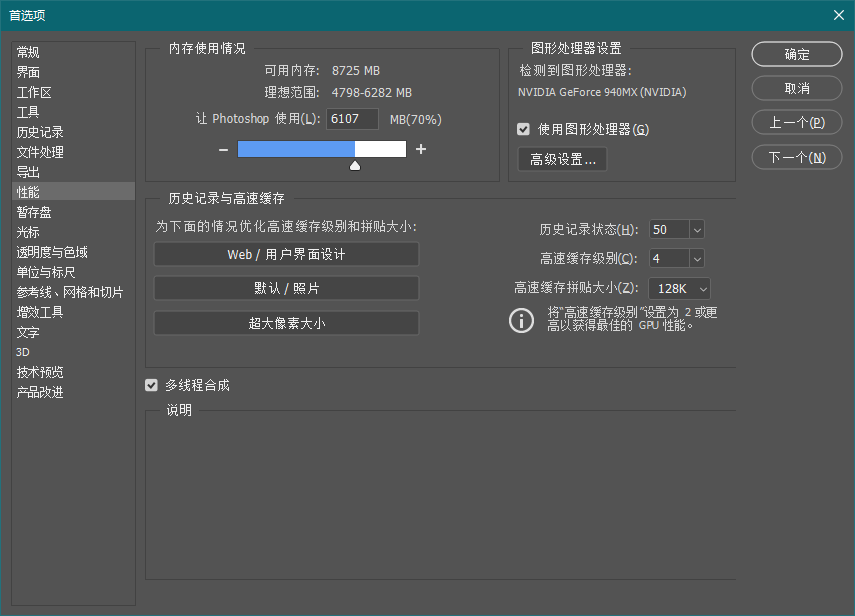 首选项
常规
界面
工作区
工具
历史记录
文件处理
导出
性能
暂存盘
光标
透明度与色域
单位与标尺
参考线、网格和切片
增效工具
文字
3D
技术预览
产品改进
内存使用情况
可用内存: 8725 MB
理想范围: 4798-6282 MB
让 Photoshop 使用(L): 6107 MB(70%)
图形处理器设置
检测到图形处理器:
NVIDIA GeForce 940MX (NVIDIA)
使用图形处理器(G)
高级设置...
历史记录与高速缓存
为下面的情况优化高速缓存级别和拼贴大小:
Web / 用户界面设计
默认 / 照片
超大像素大小
历史记录状态(H): 50
高速缓存级别(C): 4
高速缓存拼贴大小(Z): 128K
将“高速缓存级别”设置为 2 或更
高以获得最佳的 GPU 性能。
多线程合成
说明
确定
取消
上一个(P)
下一个(N)